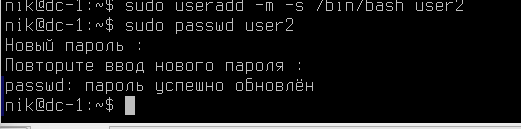 nik@dc-1:~$ sudo useradd -m -s /bin/bash user2
nik@dc-1:~$ sudo passwd user2
Новый пароль :
Повторите ввод нового пароля :
passwd: пароль успешно обновлён
nik@dc-1:~$